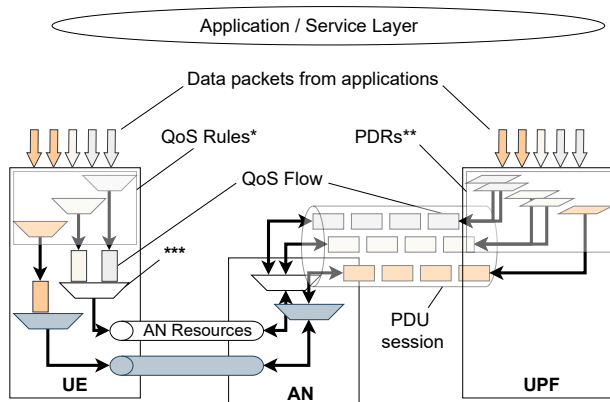 Application / Service Layer
Data packets from applications
QoS Rules*
PDRs**
QoS Flow
***
AN Resources
PDU
session
UE
AN
UPF